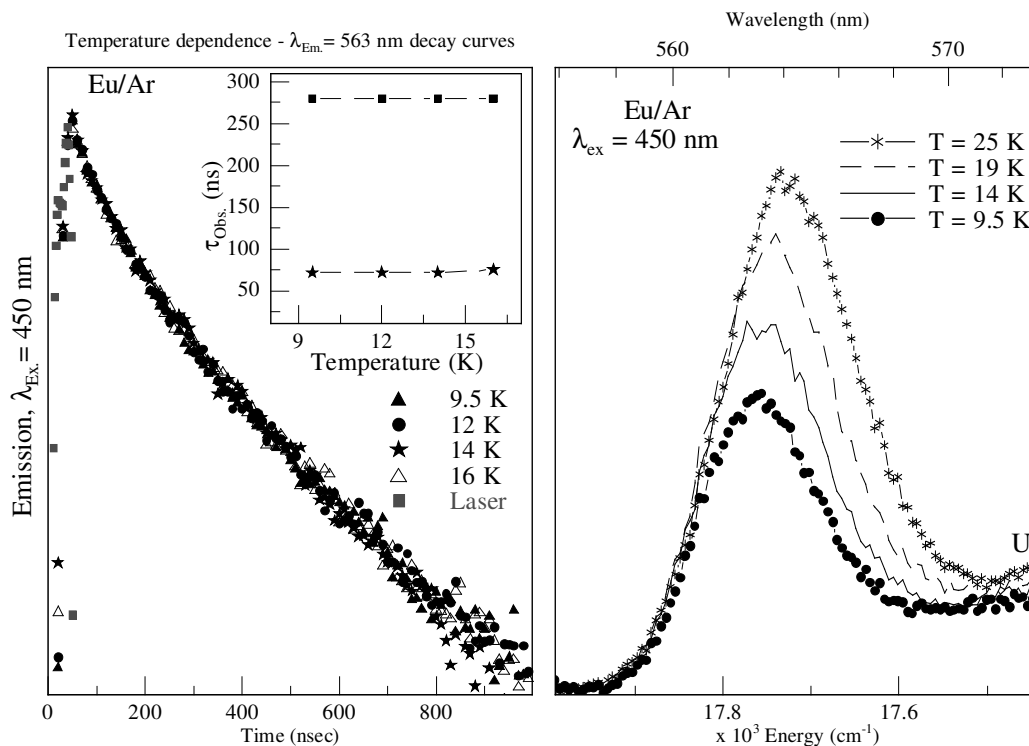 Temperature dependence - λEm.= 563 nm decay curves
Eu/Ar
Emission, λEx.= 450 nm
300
250
200
150
100
50
τObs. (ns)
9 12 15
Temperature (K)
9.5 K
12 K
14 K
16 K
Laser
0 200 400 600 800
Time (nsec)
Wavelength (nm)
560 570
Eu/Ar
λex = 450 nm
T = 25 K
T = 19 K
T = 14 K
T = 9.5 K
U
17.8 17.6
x 10³ Energy (cm⁻¹)